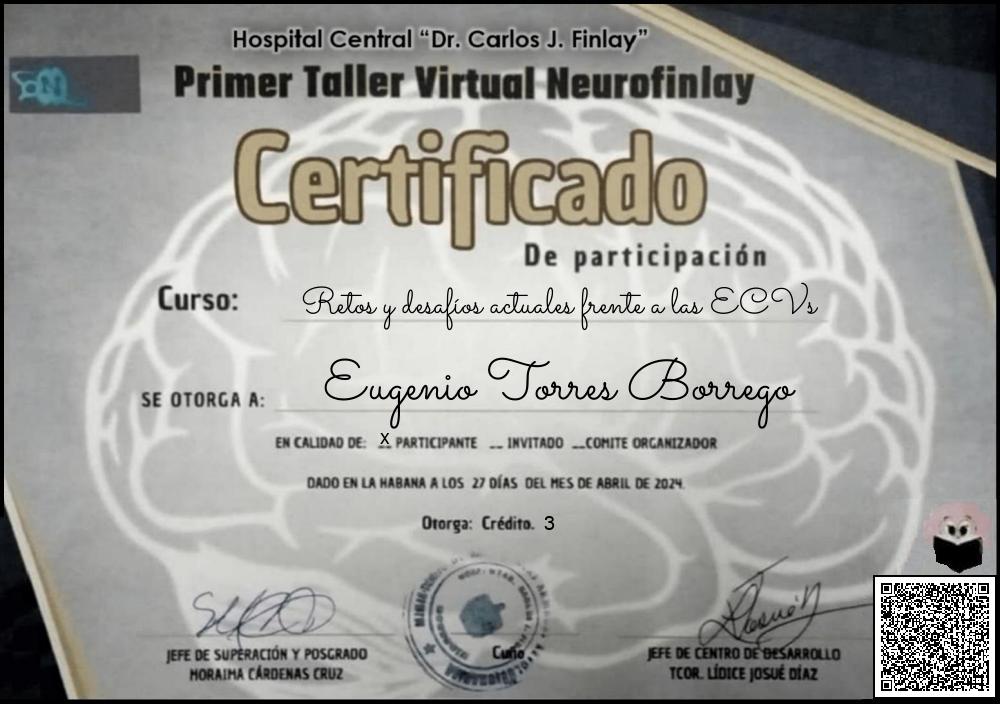 Hospital Central “Dr. Carlos J. Finlay”
Primer Taller Virtual Neurofinlay
Certificado
De participación
Curso: Retos y desafíos actuales frente a las ECVs
SE OTORGA A: Eugenio Torres Borrego
EN CALIDAD DE: X PARTICIPANTE __ INVITADO __COMITE ORGANIZADOR
DADO EN LA HABANA A LOS 27 DÍAS DEL MES DE ABRIL DE 2024.
Otorga: Crédito. 3
Cuño
JEFE DE SUPERACIÓN Y POSGRADO
MORAIMA CÁRDENAS CRUZ
JEFE DE CENTRO DE DESARROLLO
TCOR. LÍDICE JOSUÉ DÍAZ